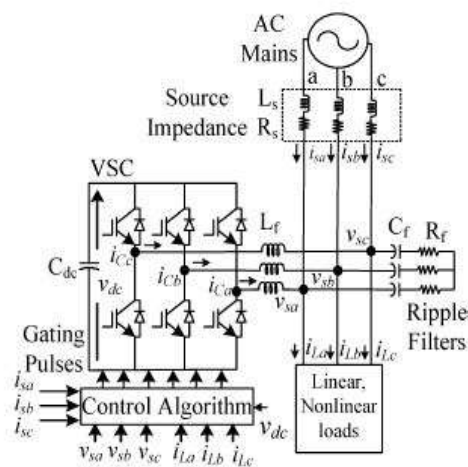 AC
Mains
a b c
Source
Impedance
Ls
Rs
isa isb isc
VSC
Lf
vsc
Cf
Rf
iCc
iCb
iCa
vsb
vsa
Cdc
vdc
Ripple
Filters
Gating
Pulses
iLa iLb iLc
Linear,
Nonlinear
loads
isa
isb
isc
Control Algorithm
vdc
vsa vsb vsc iLa iLb iLc